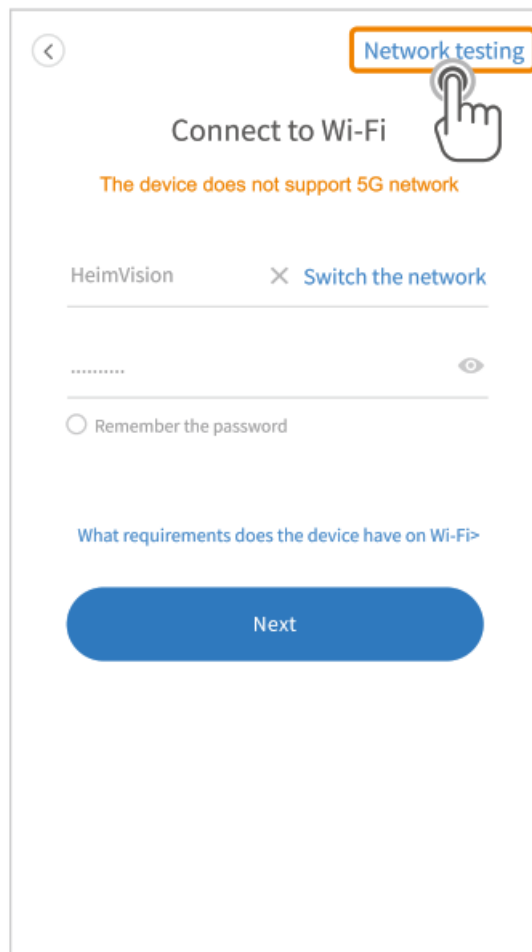 Network testing
Connect to Wi-Fi
The device does not support 5G network
HeimVision
Switch the network
..........
Remember the password
What requirements does the device have on Wi-Fi>
Next